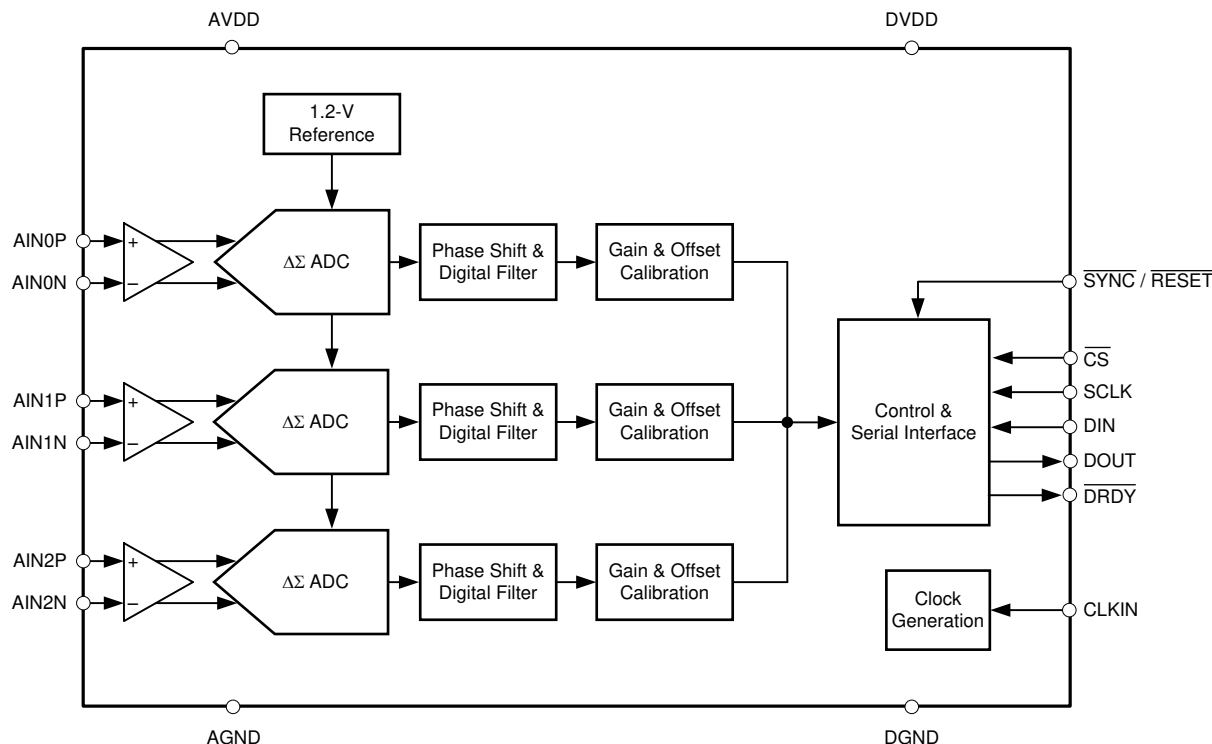 AVDD
DVDD
1.2-V
Reference
AIN0P
AIN0N
+
−
ΔΣ ADC
Phase Shift &
Digital Filter
Gain & Offset
Calibration
SYNC / RESET
AIN1P
AIN1N
+
−
ΔΣ ADC
Phase Shift &
Digital Filter
Gain & Offset
Calibration
Control &
Serial Interface
CS
SCLK
DIN
DOUT
DRDY
AIN2P
AIN2N
+
−
ΔΣ ADC
Phase Shift &
Digital Filter
Gain & Offset
Calibration
Clock
Generation
CLKIN
AGND
DGND